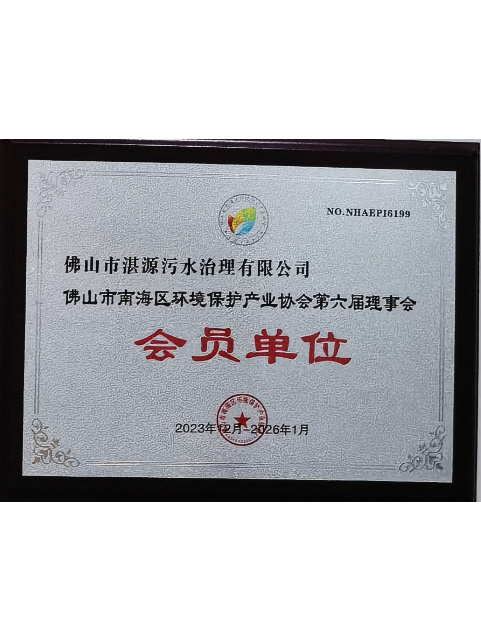 NO.NHAEPI6199
佛山市湛源污水治理有限公司
佛山市南海区环境保护产业协会第六届理事会
会员单位
2023年12月-2026年1月